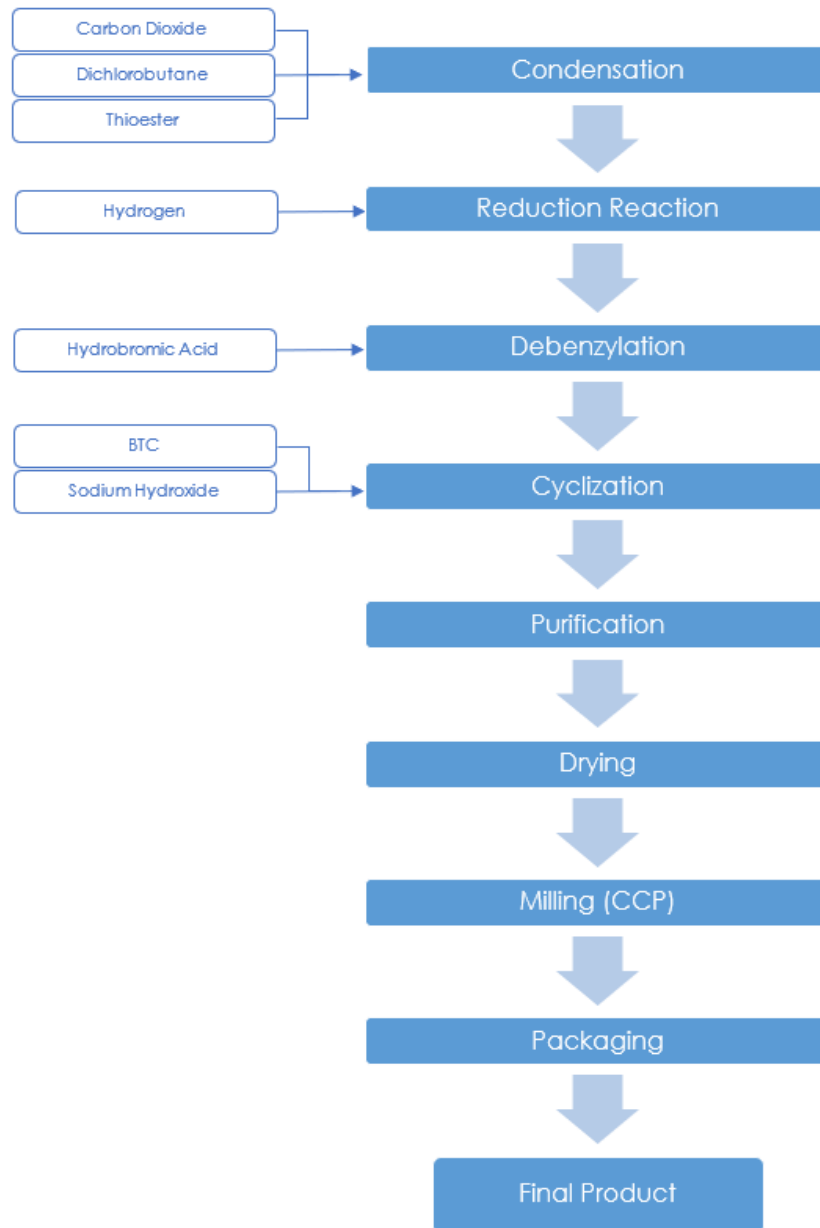 Carbon Dioxide
Dichlorobutane
Thioester
Condensation
Hydrogen
Reduction Reaction
Hydrobromic Acid
Debenzylation
BTC
Sodium Hydroxide
Cyclization
Purification
Drying
Milling (CCP)
Packaging
Final Product